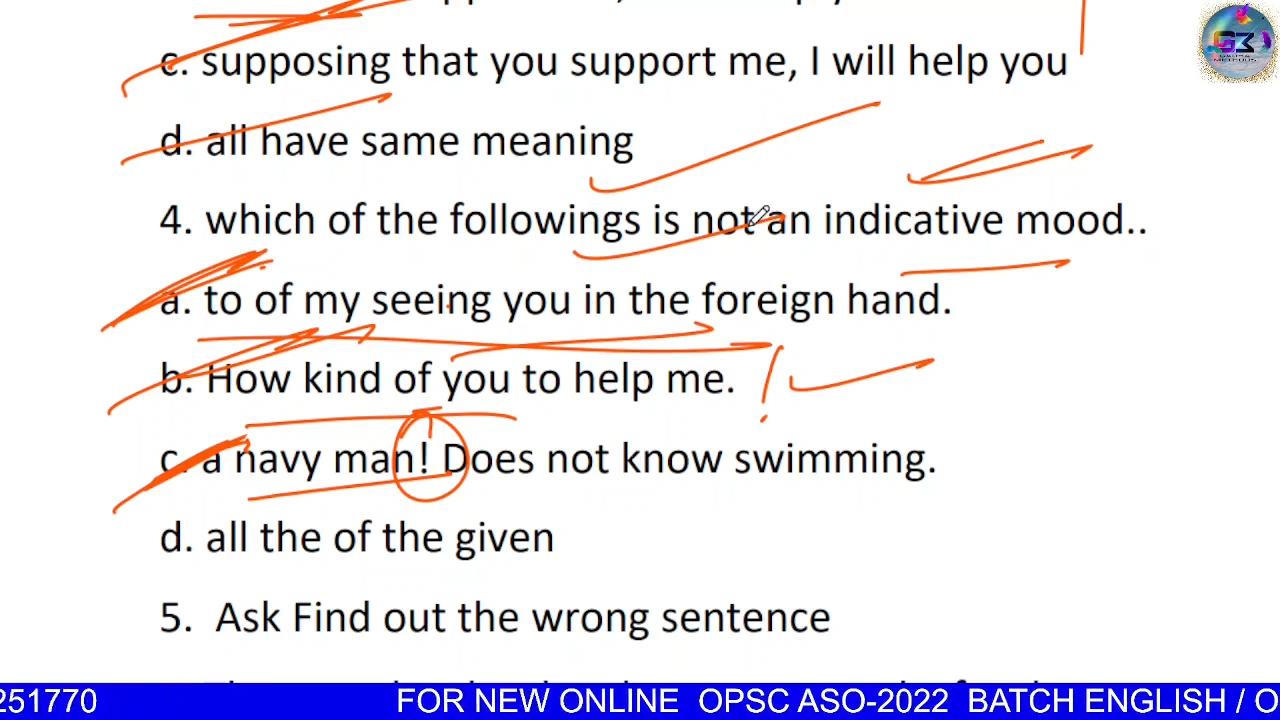 c. supposing that you support me, I will help you
d. all have same meaning
4. which of the followings is not an indicative mood..
a. to of my seeing you in the foreign hand.
b. How kind of you to help me. !
c. a navy man! Does not know swimming.
d. all the of the given
5. Ask Find out the wrong sentence
251770 FOR NEW ONLINE OPSC ASO-2022 BATCH ENGLISH / O